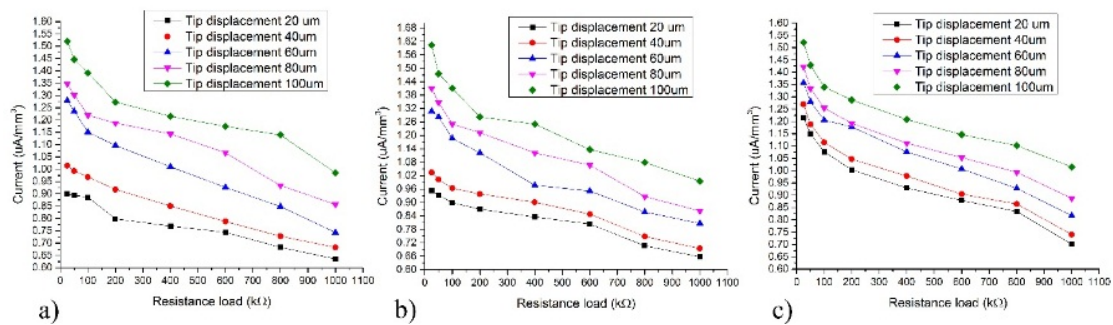 1.60
1.55
1.50
1.45
1.40
1.35
1.30
1.25
1.20
1.15
1.10
1.05
1.00
0.95
0.90
0.85
0.80
0.75
0.70
0.65
0.60
Current (uA/mm³)
Tip displacement 20 um
Tip displacement 40um
Tip displacement 60um
Tip displacement 80um
Tip displacement 100um
0 100 200 300 400 500 600 700 800 900 1000 1100
Resistance load (kΩ)
a)
1.68
1.62
1.56
1.50
1.44
1.38
1.32
1.26
1.20
1.14
1.08
1.02
0.96
0.90
0.84
0.78
0.72
0.66
0.60
Current (uA/mm³)
Tip displacement 20 um
Tip displacement 40um
Tip displacement 60um
Tip displacement 80um
Tip displacement 100um
0 100 200 300 400 500 600 700 800 900 1000 1100
Resistance load (kΩ)
b)
1.60
1.55
1.50
1.45
1.40
1.35
1.30
1.25
1.20
1.15
1.10
1.05
1.00
0.95
0.90
0.85
0.80
0.75
0.70
0.65
0.60
Current (uA/mm³)
Tip displacement 20 um
Tip displacement 40um
Tip displacement 60um
Tip displacement 80um
Tip displacement 100um
0 100 200 300 400 500 600 700 800 900 1000 1100
Resistance load (kΩ)
c)